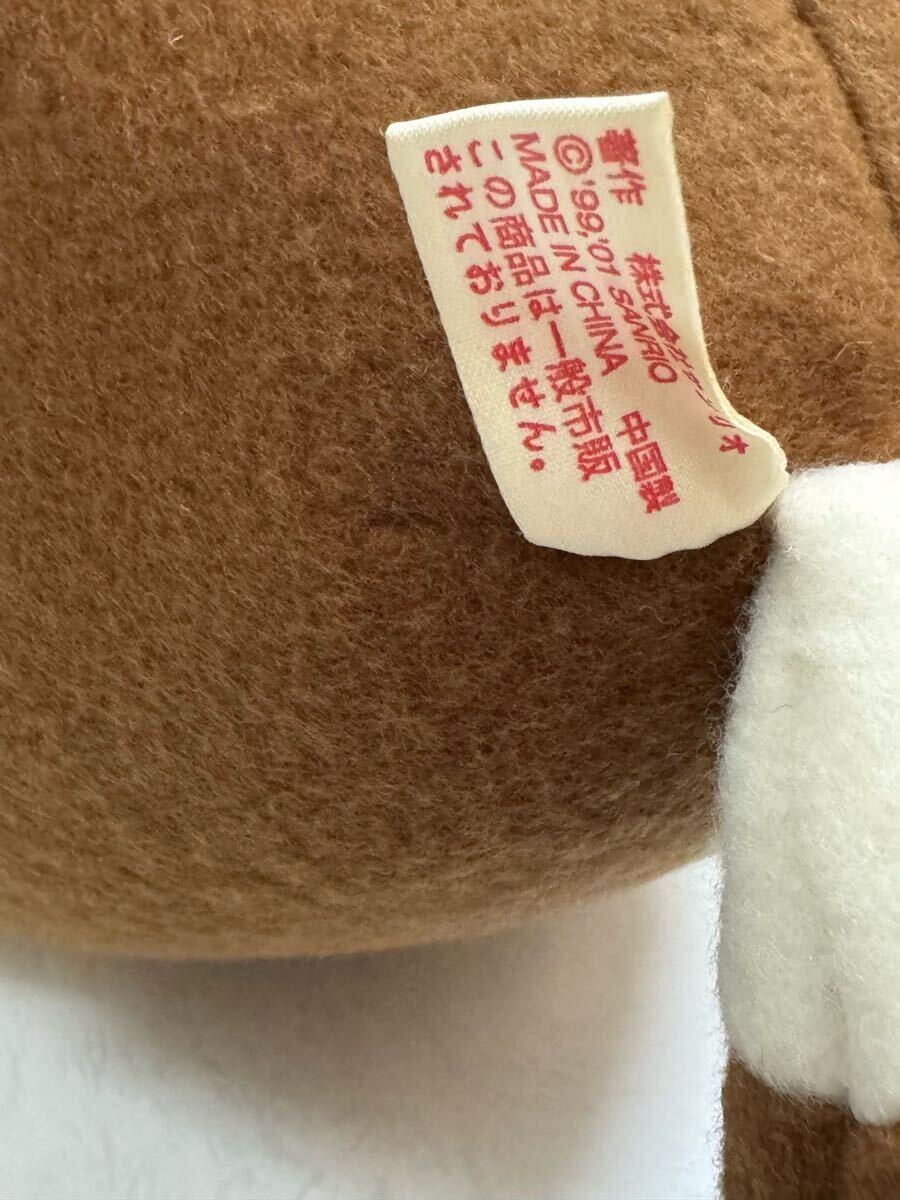 著作 株式会社サンリオ
©'99,'01 SANRIO
MADE IN CHINA 中国製
この商品は一般市販
されておりません。